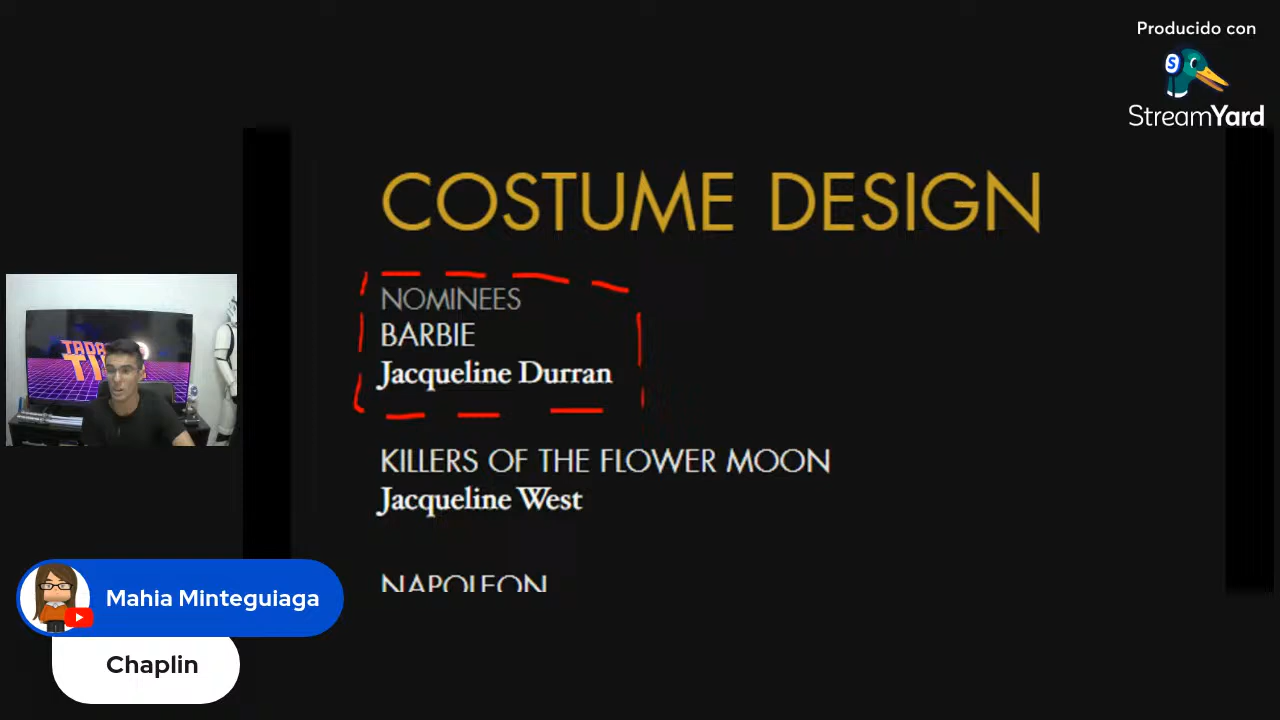 Producido con
StreamYard
COSTUME DESIGN
NOMINEES
BARBIE
Jacqueline Durran
KILLERS OF THE FLOWER MOON
Jacqueline West
NAPOLEON
Mahia Minteguiaga
Chaplin